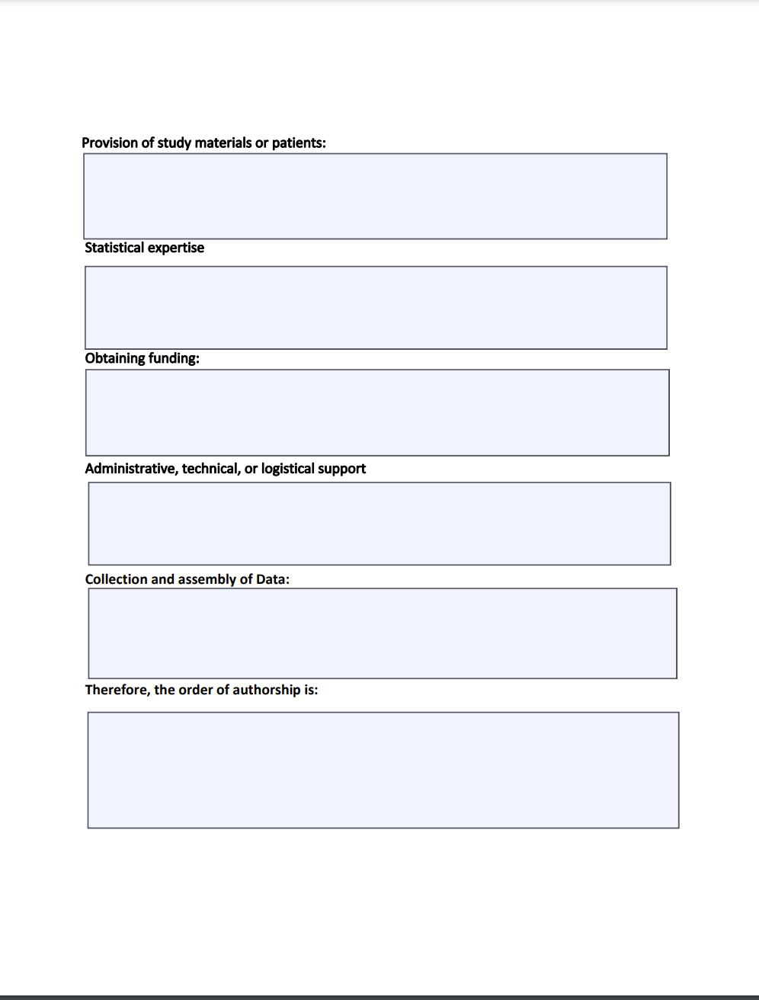 Provision of study materials or patients:
Statistical expertise
Obtaining funding:
Administrative, technical, or logistical support
Collection and assembly of Data:
Therefore, the order of authorship is: